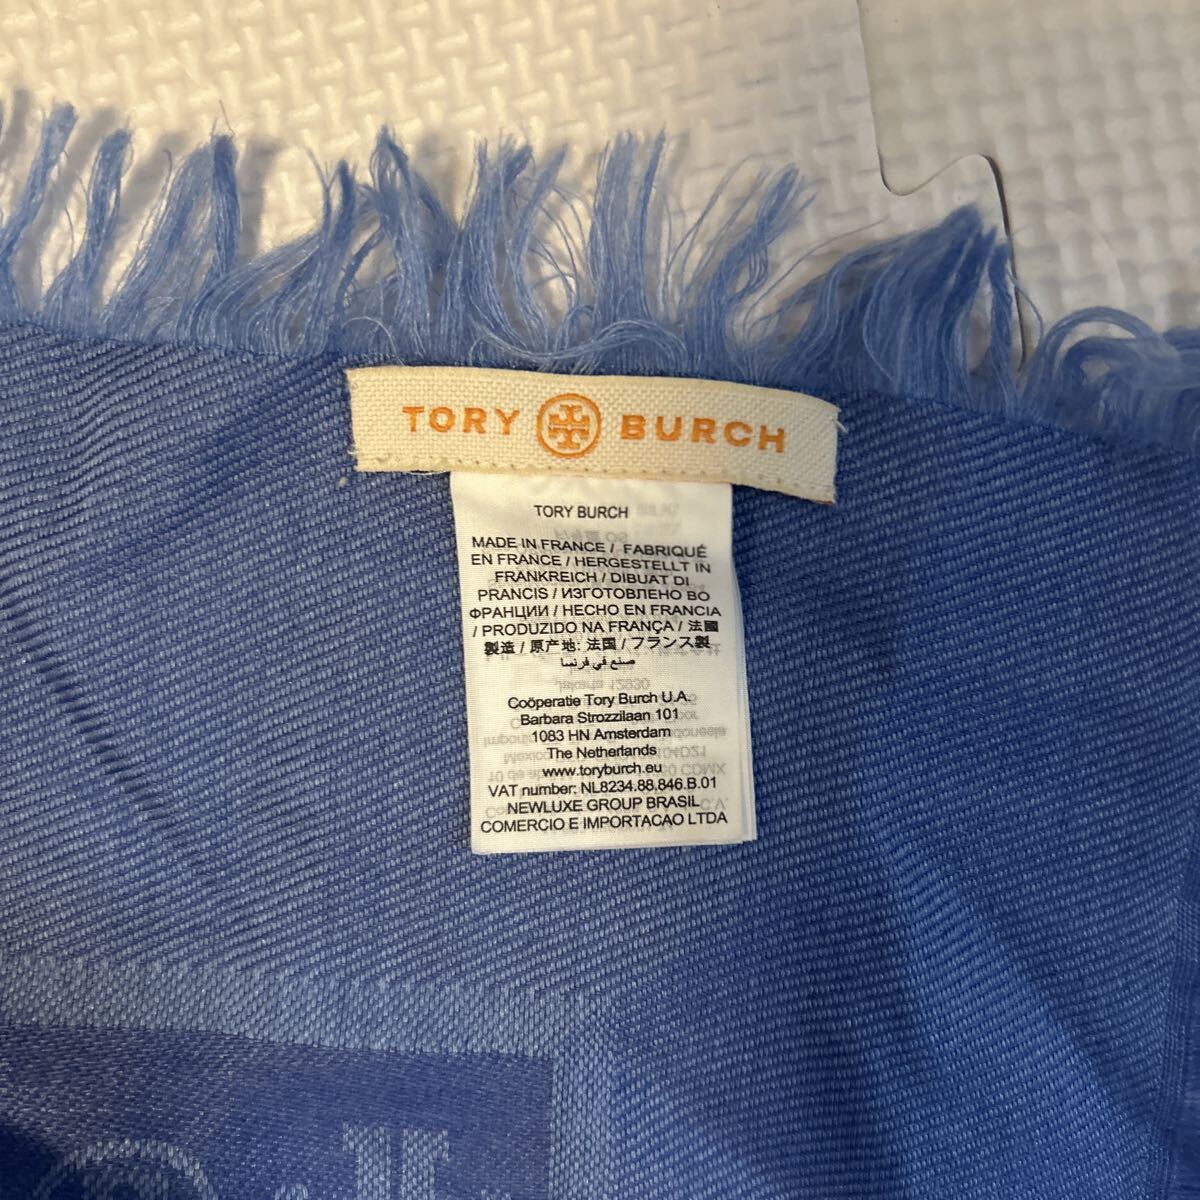 TORY BURCH
TORY BURCH
MADE IN FRANCE / FABRIQUÉ
EN FRANCE / HERGESTELLT IN
FRANKREICH / DIBUAT DI
PRANCIS / ИЗГОТОВЛЕНО ВО
ФРАНЦИИ / HECHO EN FRANCIA
/ PRODUZIDO NA FRANÇA / 法國
製造 / 原产地: 法国 / フランス製
صنع في فرنسا
Coöperatie Tory Burch U.A.
Barbara Strozzilaan 101
1083 HN Amsterdam
The Netherlands
www.toryburch.eu
VAT number: NL8234.88.846.B.01
NEWLUXE GROUP BRASIL
COMERCIO E IMPORTACAO LTDA